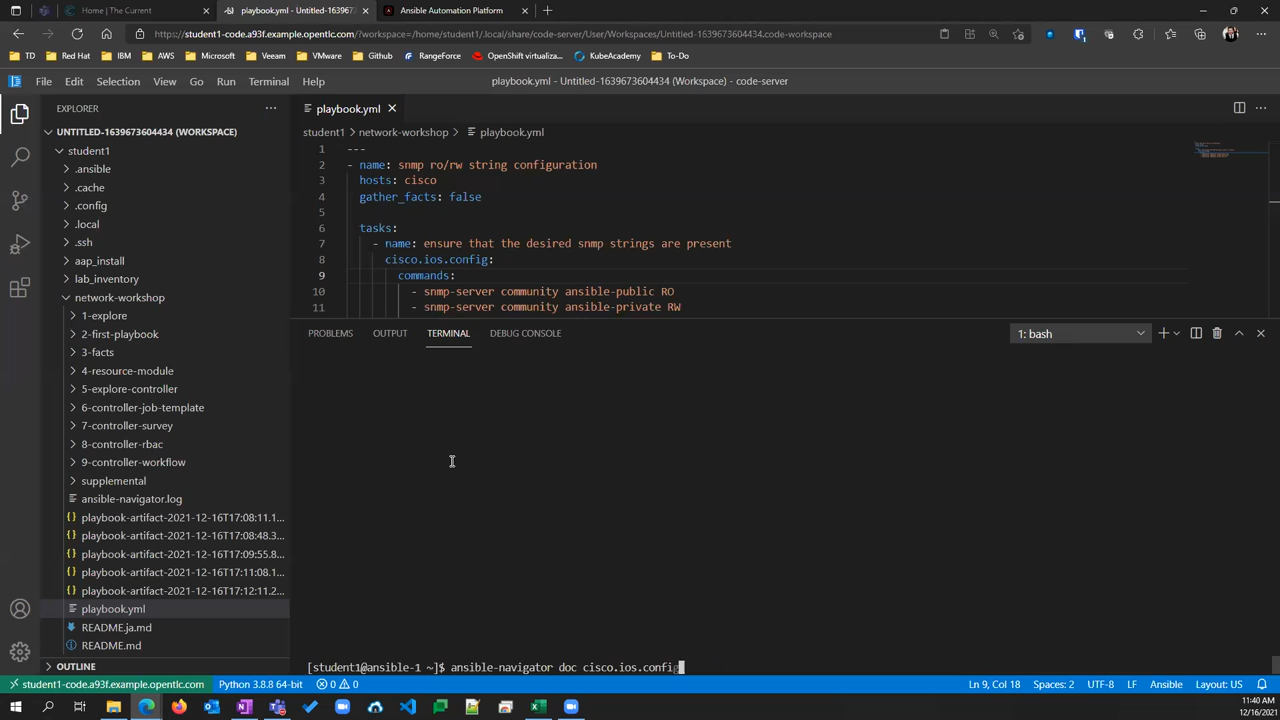 Home | The Current
playbook.yml - Untitled-16396736
Ansible Automation Platform
https://student1-code.a93f.example.opentlc.com/?workspace=/home/student1/.local/share/code-server/User/Workspaces/Untitled-1639673604434.code-workspace
TD
Red Hat
IBM
AWS
Microsoft
Veeam
VMware
Github
RangeForce
OpenShift virtualiza...
KubeAcademy
To-Do
File Edit Selection View Go Run Terminal Help
playbook.yml - Untitled-1639673604434 (Workspace) - code-server
EXPLORER
playbook.yml
UNTITLED-1639673604434 (WORKSPACE)
student1 > network-workshop > playbook.yml
student1
.ansible
.cache
.config
.local
.ssh
aap_install
lab_inventory
network-workshop
1-explore
2-first-playbook
3-facts
4-resource-module
5-explore-controller
6-controller-job-template
7-controller-survey
8-controller-rbac
9-controller-workflow
supplemental
ansible-navigator.log
playbook-artifact-2021-12-16T17:08:11.1...
playbook-artifact-2021-12-16T17:08:48.3...
playbook-artifact-2021-12-16T17:09:55.8...
playbook-artifact-2021-12-16T17:11:08.1...
playbook-artifact-2021-12-16T17:12:11.2...
playbook.yml
README.ja.md
README.md
OUTLINE
1 ---
2 - name: snmp ro/rw string configuration
3 hosts: cisco
4 gather_facts: false
5
6 tasks:
7 - name: ensure that the desired snmp strings are present
8 cisco.ios.config:
9 commands:
10 - snmp-server community ansible-public RO
11 - snmp-server community ansible-private RW
PROBLEMS OUTPUT TERMINAL DEBUG CONSOLE
1: bash
[student1@ansible-1 ~]$ ansible-navigator doc cisco.ios.config
student1-code.a93f.example.opentlc.com
Python 3.8.8 64-bit
0 0
Ln 9, Col 18
Spaces: 2
UTF-8
LF
Ansible
Layout: US
11:40 AM
12/16/2021